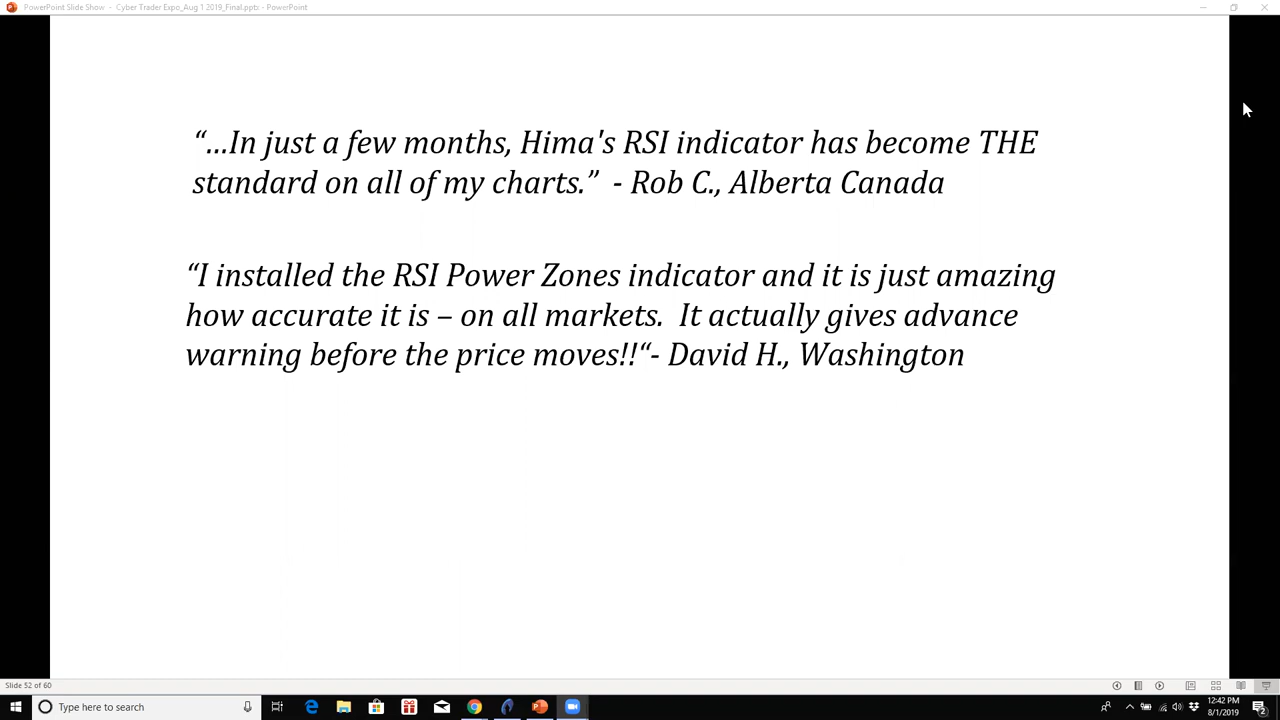 PowerPoint Slide Show - Cyber Trader Expo_Aug 1 2019_Final.pptx - PowerPoint
“…In just a few months, Hima's RSI indicator has become THE
standard on all of my charts.” - Rob C., Alberta Canada
“I installed the RSI Power Zones indicator and it is just amazing
how accurate it is – on all markets. It actually gives advance
warning before the price moves!!“- David H., Washington
Slide 52 of 60
Type here to search
12:42 PM
8/1/2019
2